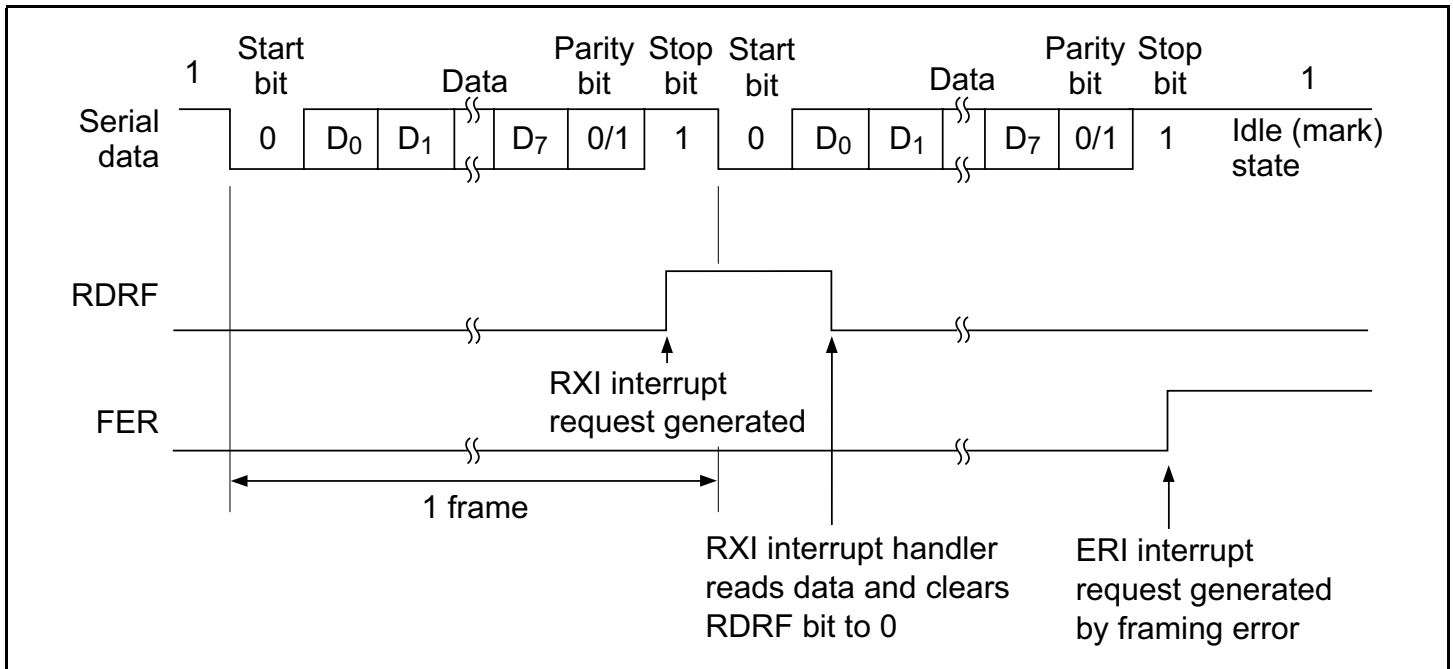 1
Start
bit
Data
Parity
bit
Stop
bit
Start
bit
Data
Parity
bit
Stop
bit
1
Serial
data
0
D0
D1
D7
0/1
1
0
D0
D1
D7
0/1
1
Idle (mark)
state
RDRF
RXI interrupt
request generated
FER
1 frame
RXI interrupt handler
reads data and clears
RDRF bit to 0
ERI interrupt
request generated
by framing error